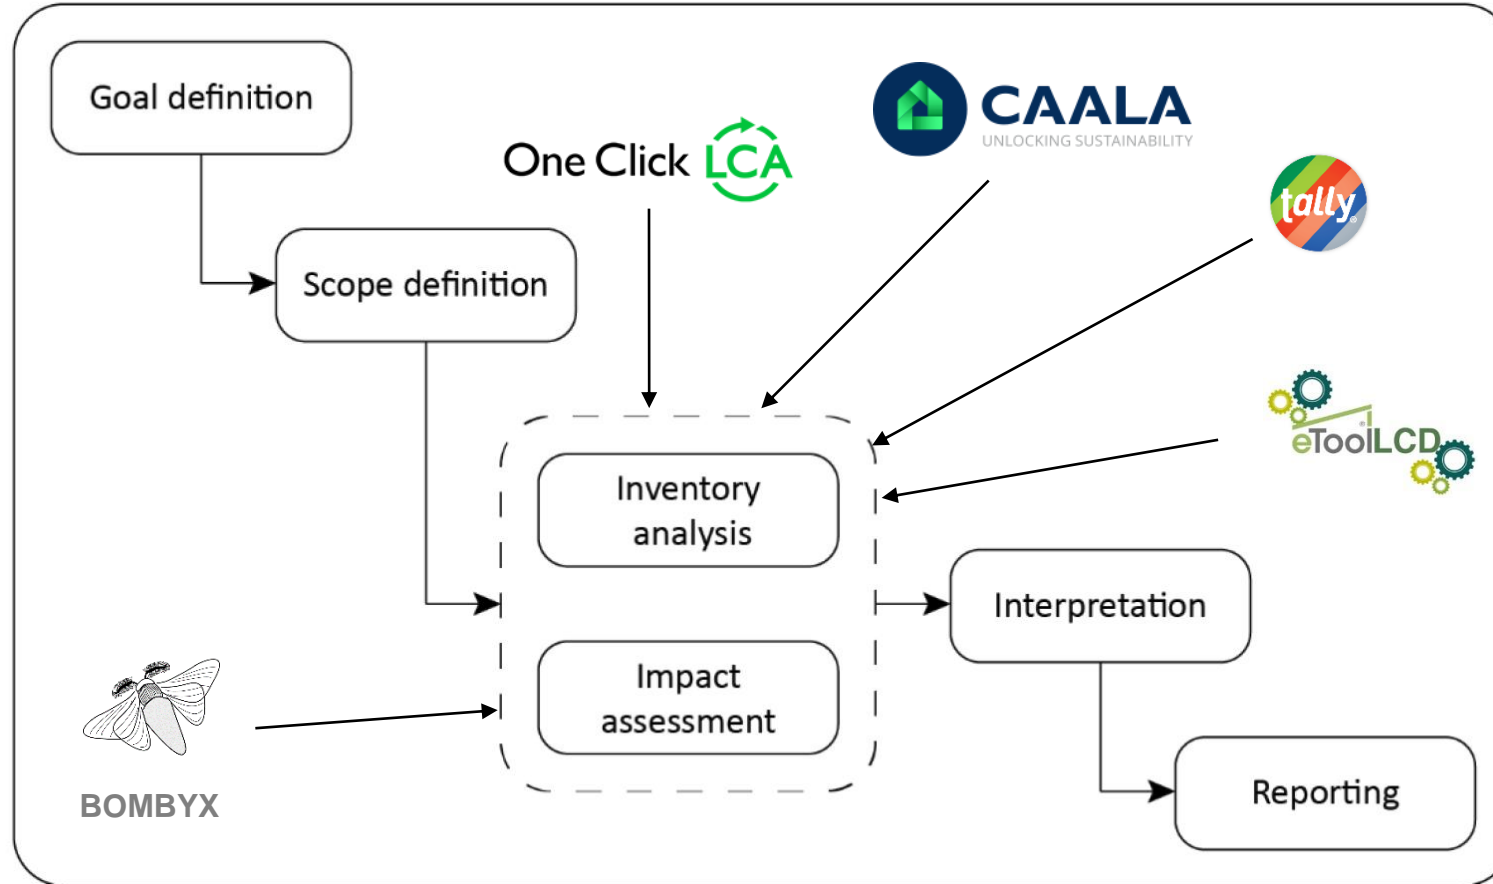 Goal definition
One Click LCA
CAALA
UNLOCKING SUSTAINABILITY
tally®
Scope definition
eToolLCD®
Inventory
analysis
Interpretation
Impact
assessment
BOMBYX
Reporting